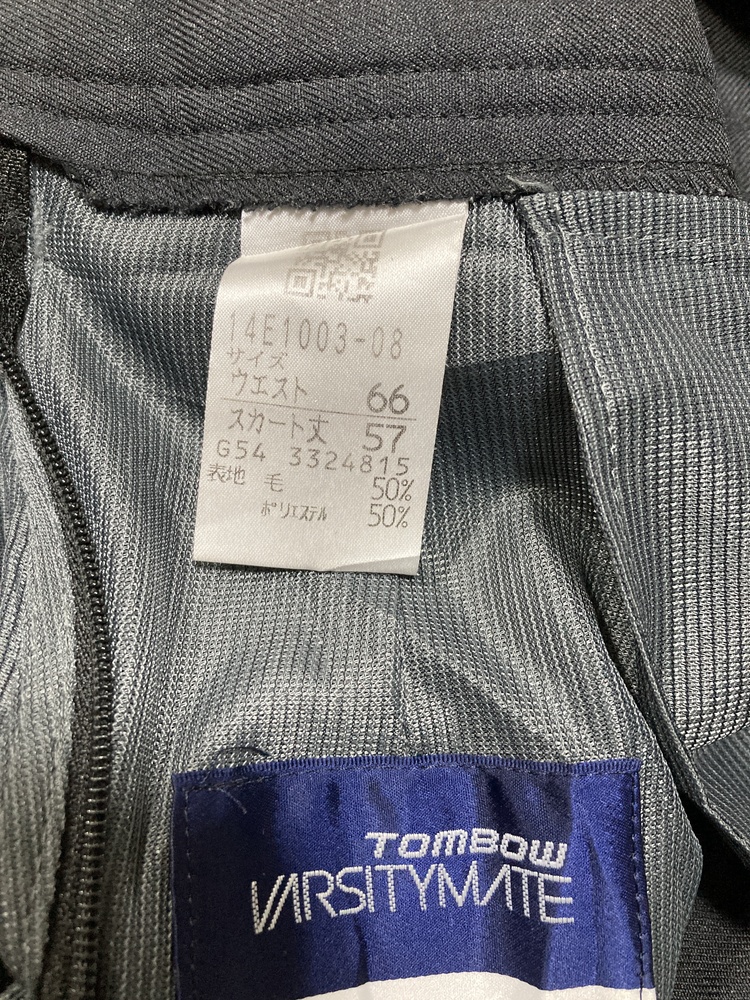 14E1003-08
サイズ
ウエスト 66
スカート丈 57
G54 3324815
表地 毛 50%
ポリエステル 50%
TOMBOW
VARSITYMATE